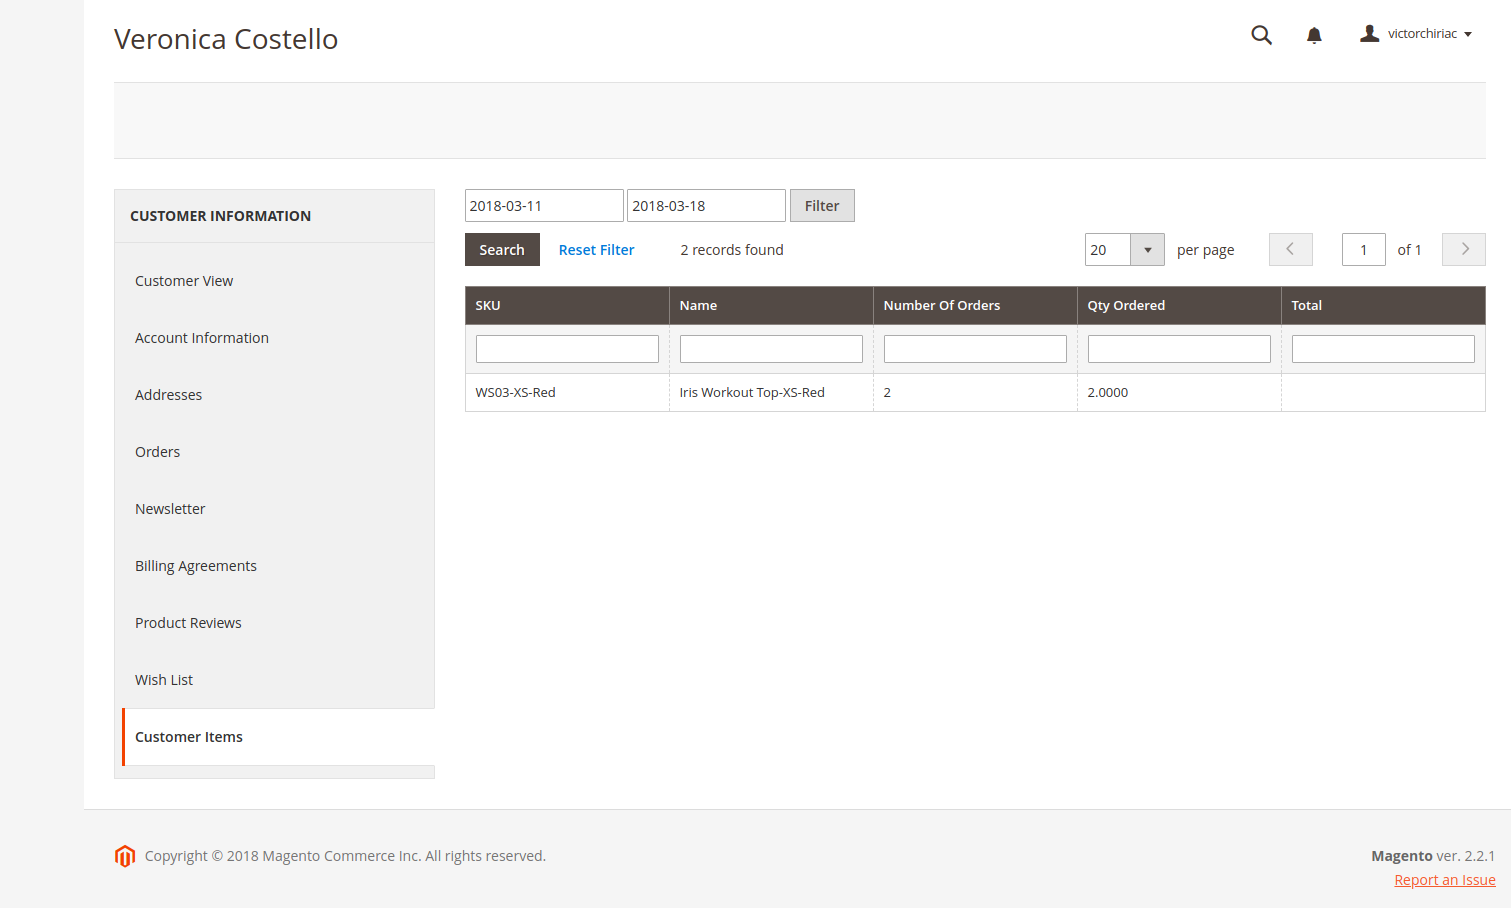 Veronica Costello
victorchiriac
CUSTOMER INFORMATION
Customer View
Account Information
Addresses
Orders
Newsletter
Billing Agreements
Product Reviews
Wish List
Customer Items
2018-03-11 2018-03-18 Filter
Search Reset Filter 2 records found 20 per page 1 of 1
SKU Name Number Of Orders Qty Ordered Total
WS03-XS-Red Iris Workout Top-XS-Red 2 2.0000
Copyright © 2018 Magento Commerce Inc. All rights reserved.
Magento ver. 2.2.1
Report an Issue